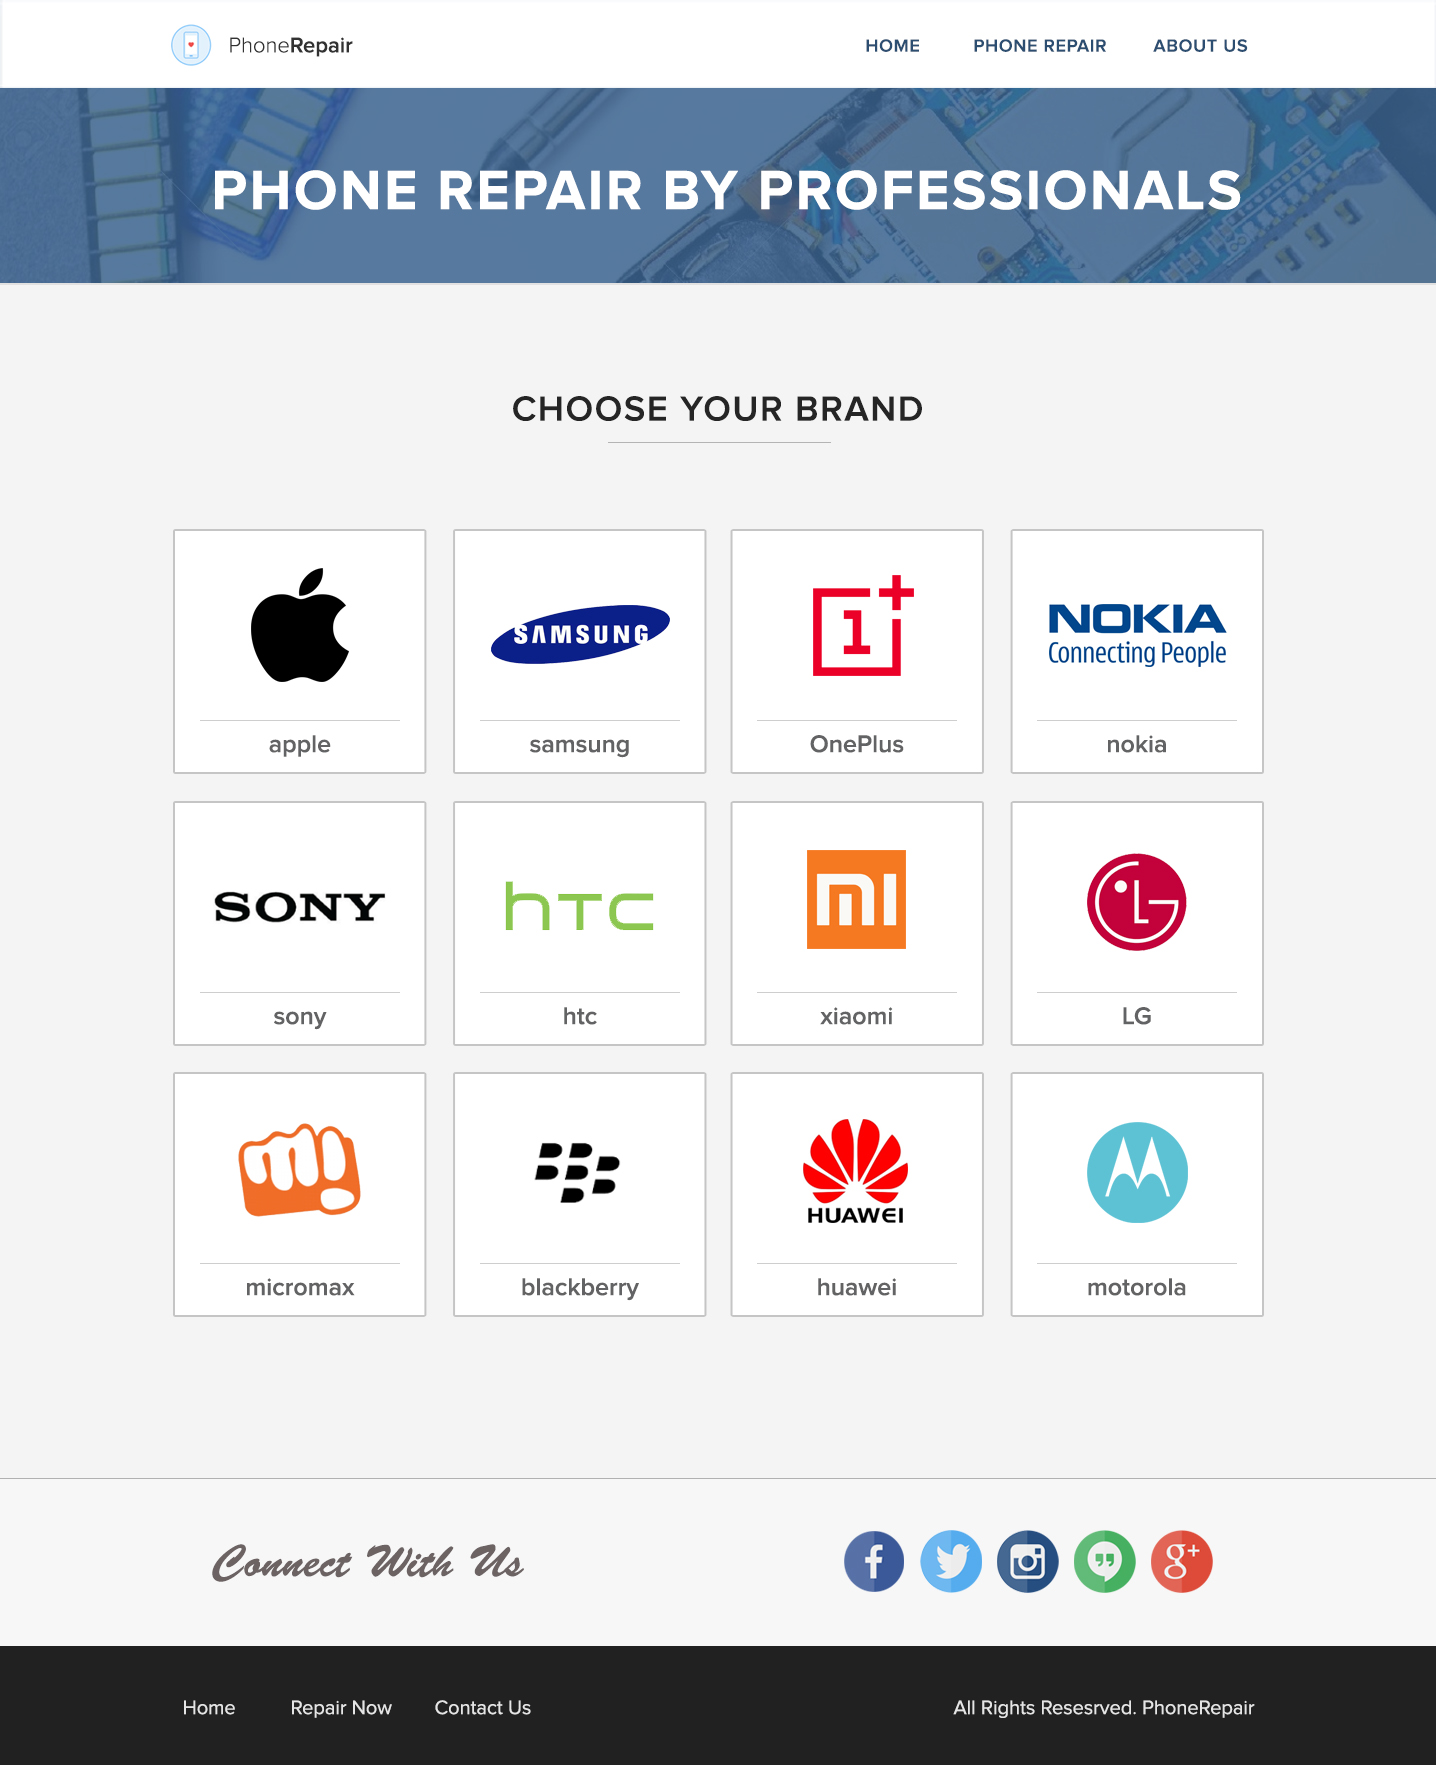 PhoneRepair
HOME PHONE REPAIR ABOUT US
PHONE REPAIR BY PROFESSIONALS
CHOOSE YOUR BRAND
SAMSUNG
1
NOKIA
Connecting People
apple
samsung
OnePlus
nokia
SONY
hTC
MI
LG
sony
htc
xiaomi
LG
HUAWEI
micromax
blackberry
huawei
motorola
Connect With Us
f
g+
Home Repair Now Contact Us
All Rights Resesrved. PhoneRepair